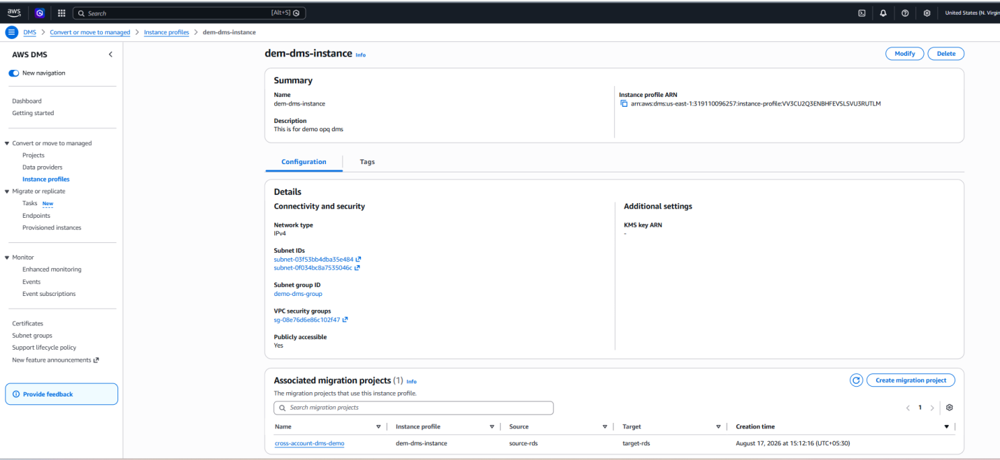 aws
Search
[Alt+S]
United States (N. Virgin
DMS > Convert or move to managed > Instance profiles > dem-dms-instance
AWS DMS
New navigation
Dashboard
Getting started
Convert or move to managed
Projects
Data providers
Instance profiles
Migrate or replicate
Tasks New
Endpoints
Provisioned instances
Monitor
Enhanced monitoring
Events
Event subscriptions
Certificates
Subnet groups
Support lifecycle policy
New feature announcements
Provide feedback
dem-dms-instance Info
Modify
Delete
Summary
Name
dem-dms-instance
Description
This is for demo opq dms
Instance profile ARN
arn:aws:dms:us-east-1:319110096257:instance-profile:VV3CU2Q3ENBHFEVSLSVU3RUTLM
Configuration
Tags
Details
Connectivity and security
Network type
IPv4
Subnet IDs
subnet-03f53bb4dba35e484
subnet-0f034bc8a7535046c
Subnet group ID
demo-dms-group
VPC security groups
sg-08e76d6e86c102f47
Publicly accessible
Yes
Additional settings
KMS key ARN
-
Associated migration projects (1) Info
Create migration project
The migration projects that use this instance profile.
Search migration projects
1
Name Instance profile Source Target Creation time
cross-account-dms-demo dem-dms-instance source-rds target-rds August 17, 2026 at 15:12:16 (UTC+05:30)